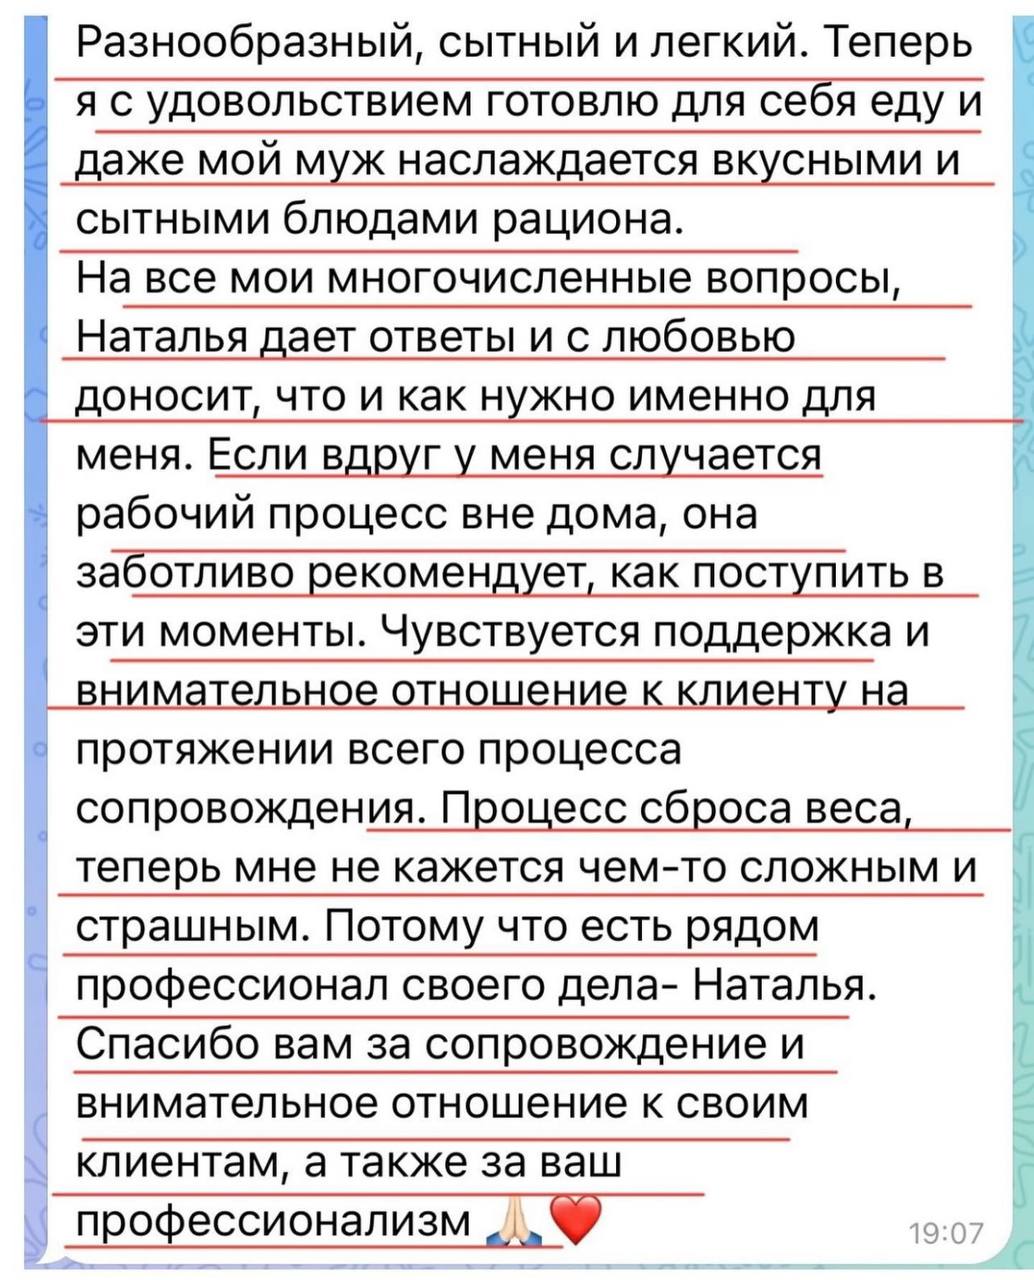 Разнообразный, сытный и легкий. Теперь
я с удовольствием готовлю для себя еду и
даже мой муж наслаждается вкусными и
сытными блюдами рациона.
На все мои многочисленные вопросы,
Наталья дает ответы и с любовью
доносит, что и как нужно именно для
меня. Если вдруг у меня случается
рабочий процесс вне дома, она
заботливо рекомендует, как поступить в
эти моменты. Чувствуется поддержка и
внимательное отношение к клиенту на
протяжении всего процесса
сопровождения. Процесс сброса веса,
теперь мне не кажется чем-то сложным и
страшным. Потому что есть рядом
профессионал своего дела- Наталья.
Спасибо вам за сопровождение и
внимательное отношение к своим
клиентам, а также за ваш
профессионализм 🙏🏻❤️
19:07